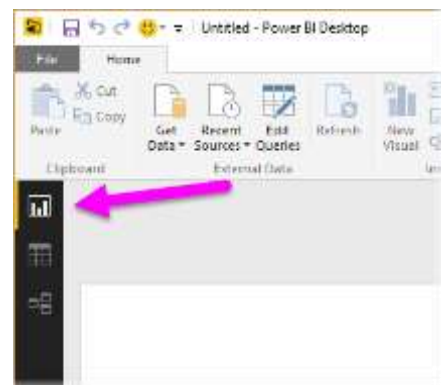 Untitled - Power BI Desktop
File Home
Cut
Copy
Paste
Get Data
Recent Sources
Edit Queries
Refresh
New Visual
Clipboard
External Data